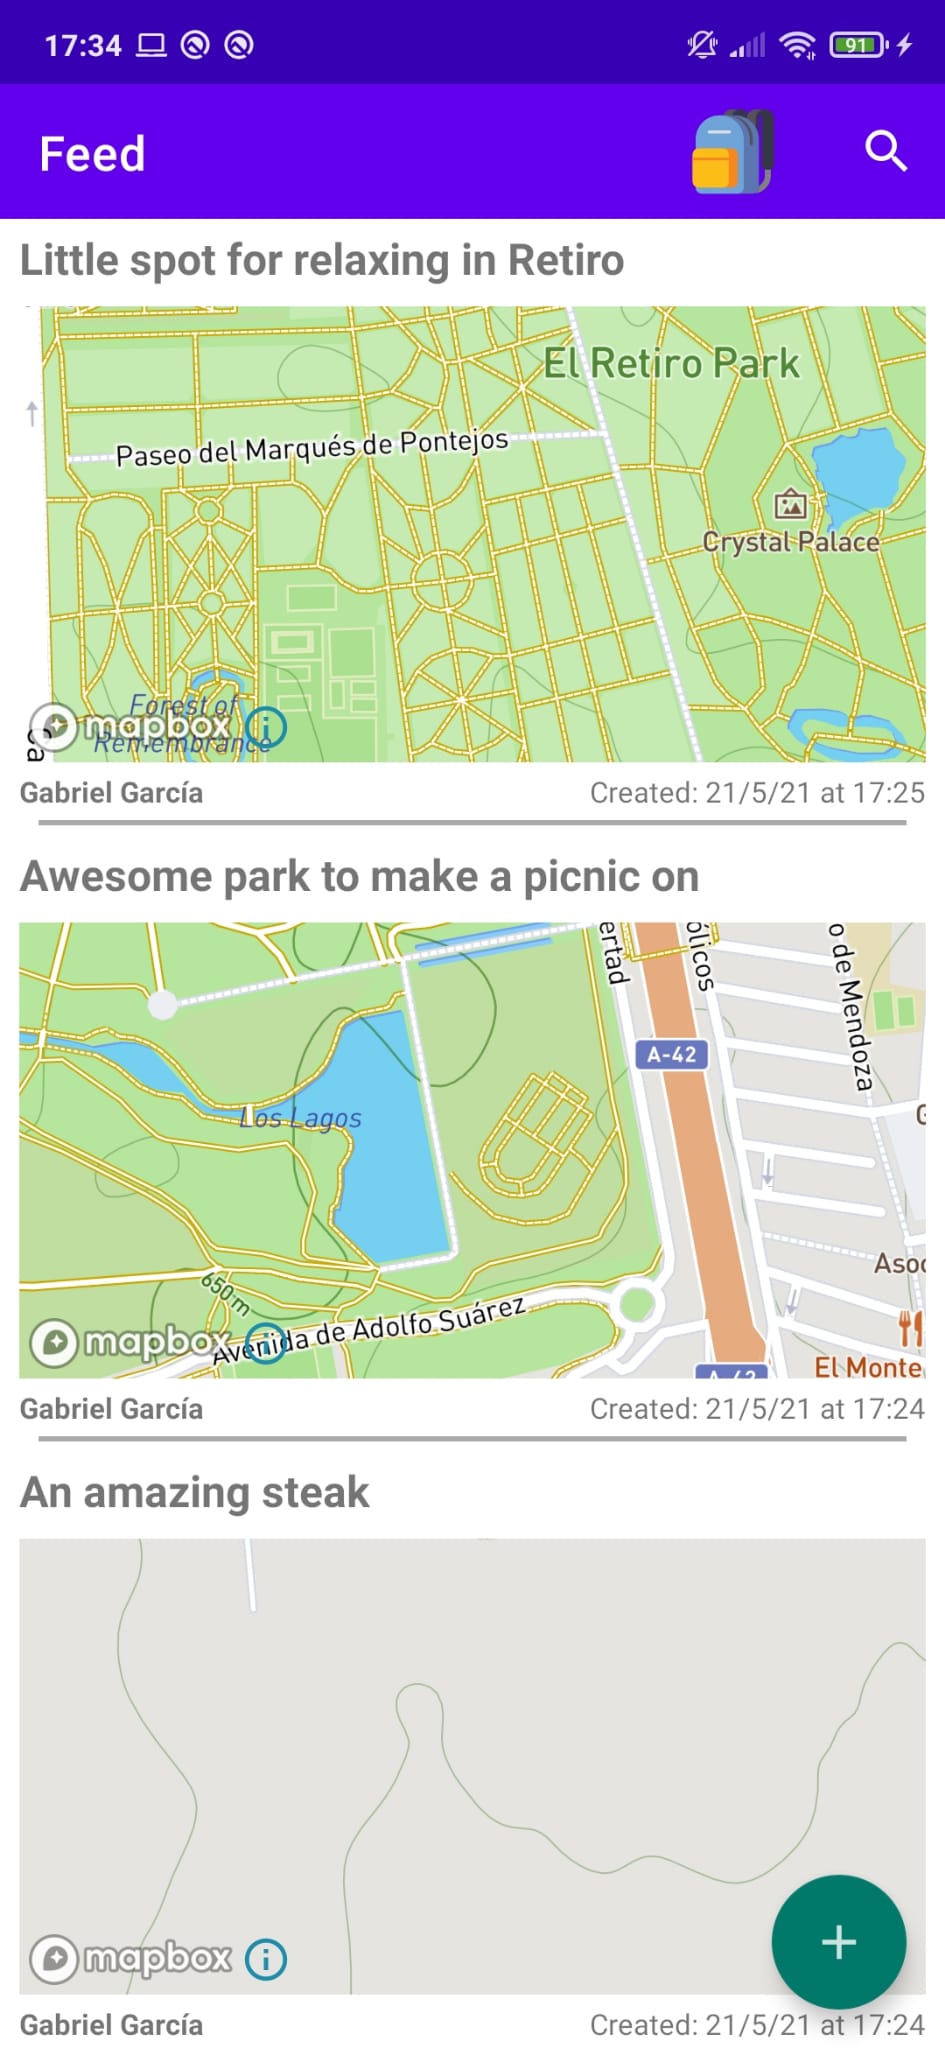 17:34
91
Feed
Little spot for relaxing in Retiro
El Retiro Park
Paseo del Marqués de Pontejos
Crystal Palace
Forest of
Remembrance
mapbox
Ca
Gabriel García
Created: 21/5/21 at 17:25
Awesome park to make a picnic on
ertad
ólicos
o de Mendoza
A-42
G
Los Lagos
Aso
650 m
Avenida de Adolfo Suárez
mapbox
El Monte
A-42
Gabriel García
Created: 21/5/21 at 17:24
An amazing steak
mapbox
+
Gabriel García
Created: 21/5/21 at 17:24